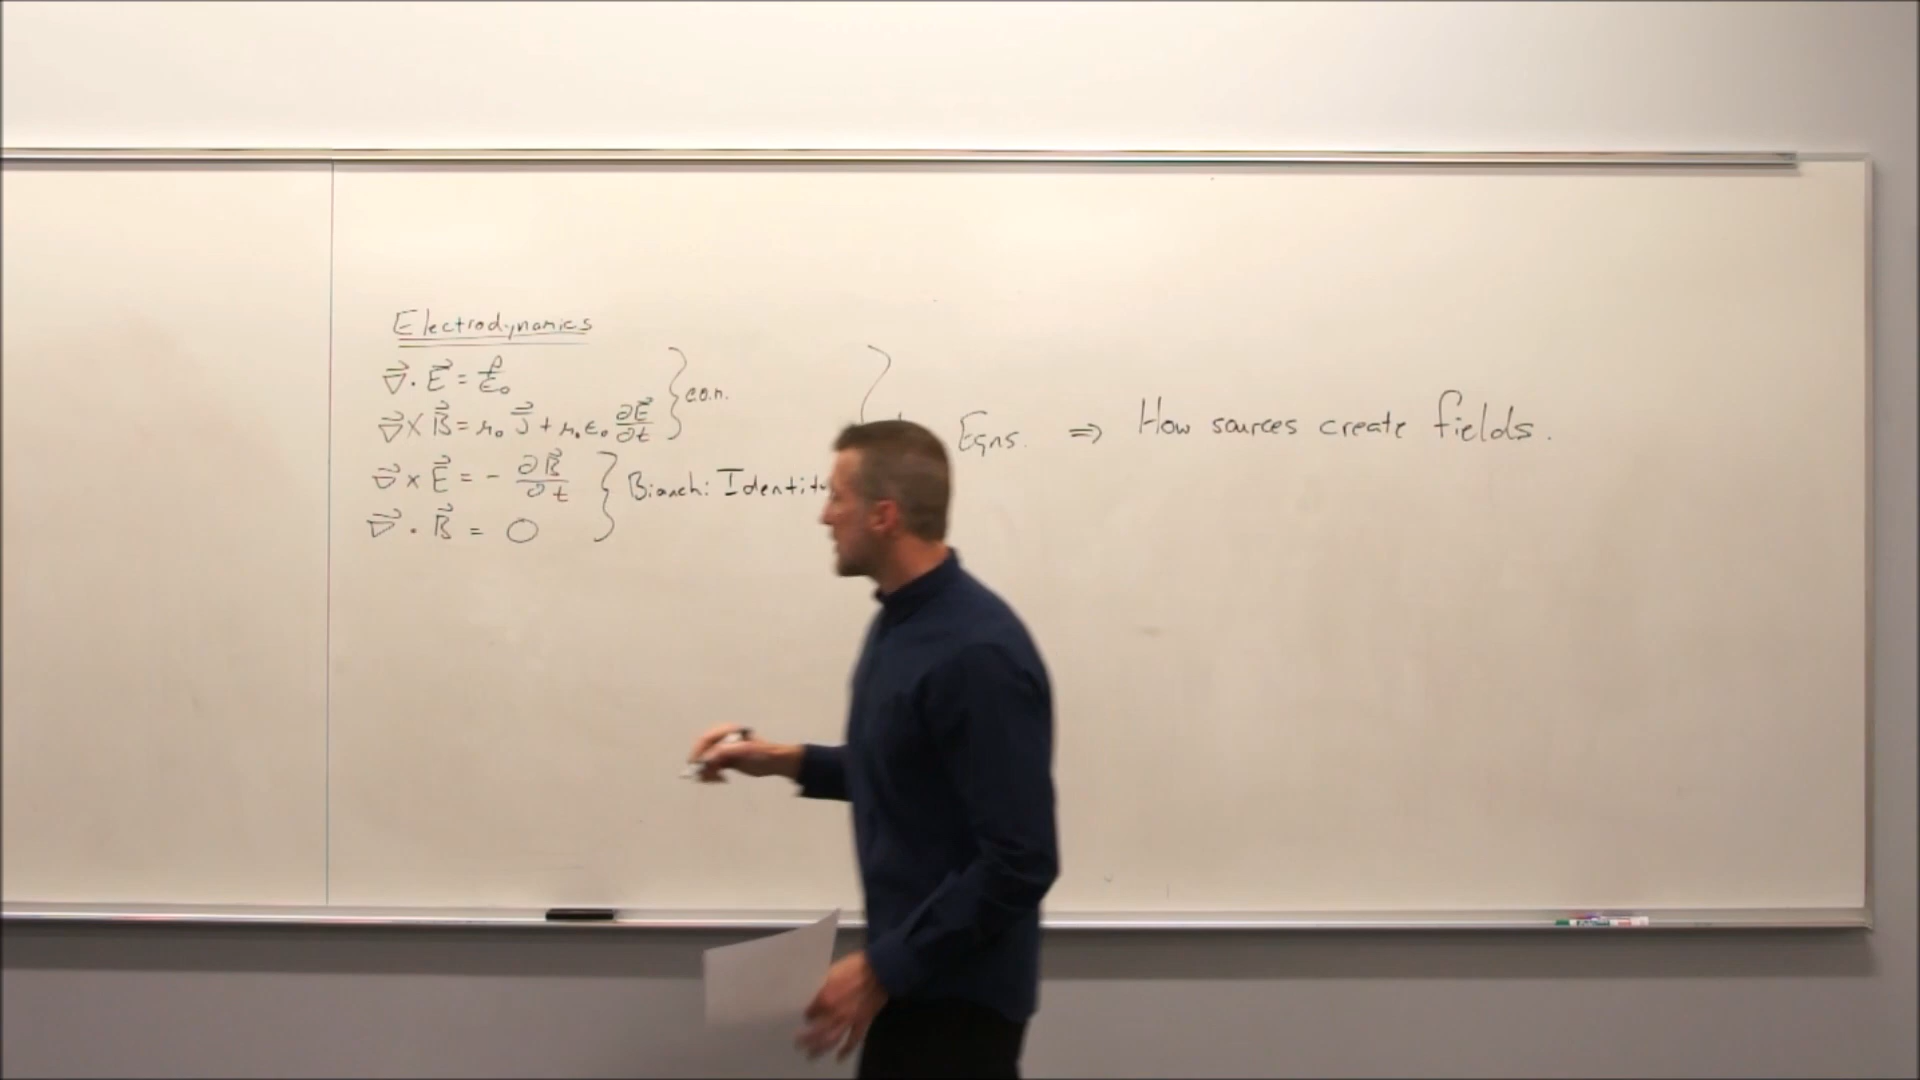 Electrodynamics
∇⃗·E⃗ = ρ/ε₀
∇⃗×B⃗ = μ₀J⃗ + μ₀ε₀ ∂E⃗/∂t } e.o.m.
Eqns. ⇒ How sources create fields.
∇⃗×E⃗ = - ∂B⃗/∂t
∇⃗·B⃗ = 0 } Bianchi Identity